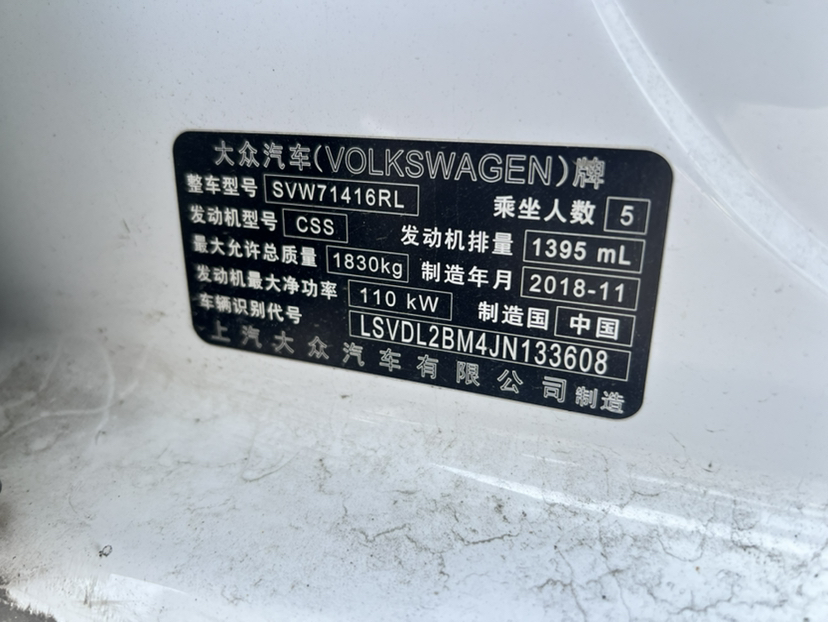 大众汽车(VOLKSWAGEN)牌
整车型号 SVW71416RL 乘坐人数 5
发动机型号 CSS 发动机排量 1395 mL
最大允许总质量 1830kg 制造年月 2018-11
发动机最大净功率 110 kW 制造国 中国
车辆识别代号 LSVDL2BM4JN133608
上汽大众汽车有限公司制造